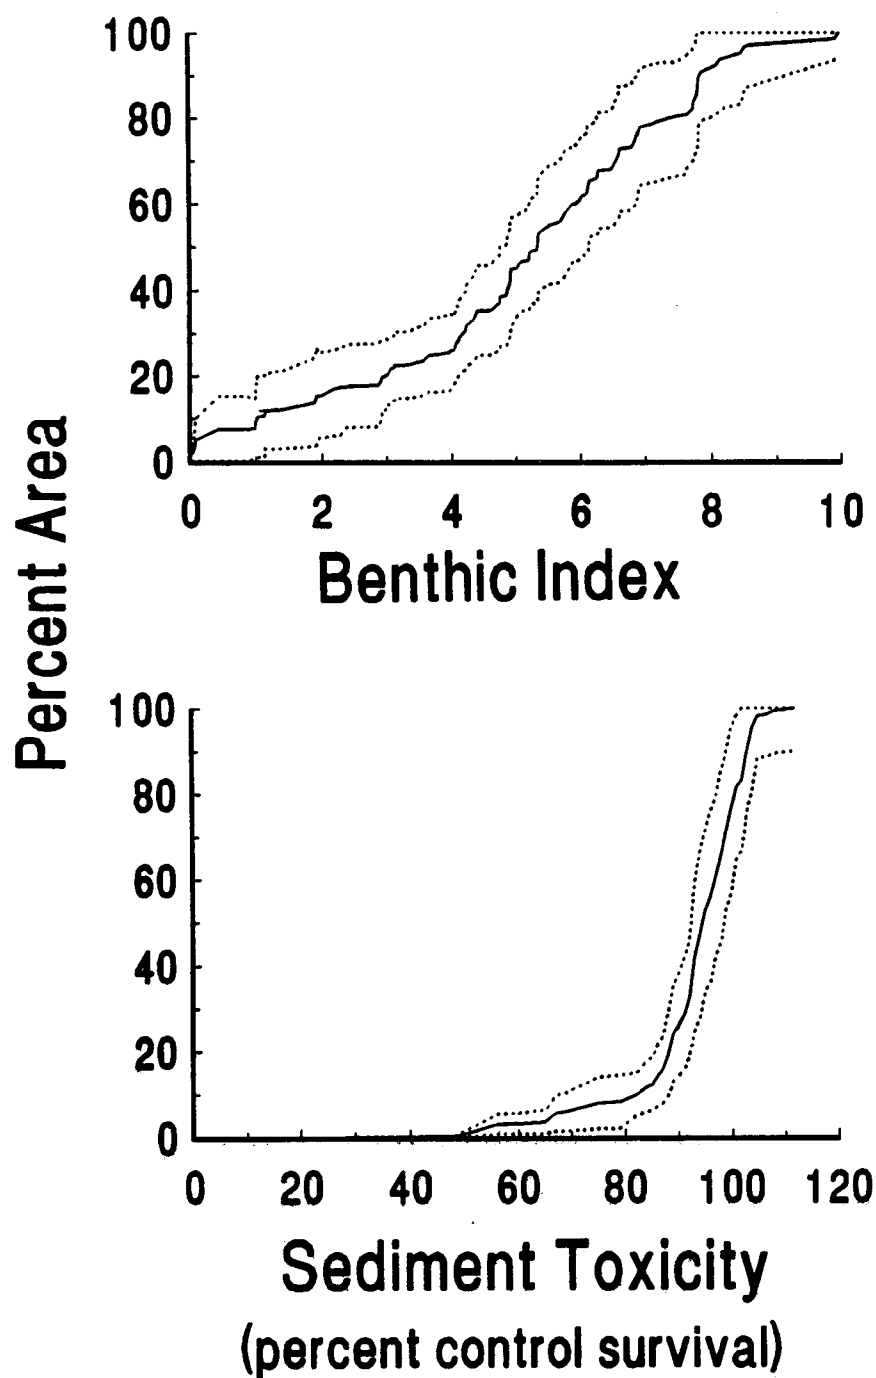 Percent Area
100
80
60
40
20
0
0 2 4 6 8 10
Benthic Index
100
80
60
40
20
0
0 20 40 60 80 100 120
Sediment Toxicity
(percent control survival)